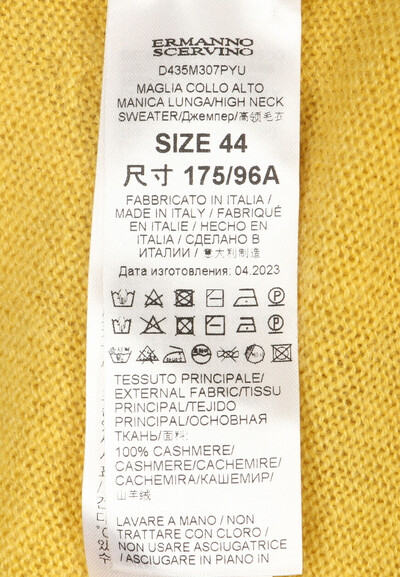 ERMANNO
SCERVINO
D435M307PYU
MAGLIA COLLO ALTO
MANICA LUNGA/HIGH NECK
SWEATER/Джемпер/高领毛衣
SIZE 44
尺寸 175/96A
FABBRICATO IN ITALIA/
MADE IN ITALY / FABRIQUÉ
EN ITALIE / HECHO EN
ITALIA / СДЕЛАНО В
ИТАЛИИ / 意大利制造
Дата изготовления: 04.2023
TESSUTO PRINCIPALE/
EXTERNAL FABRIC/TISSU
PRINCIPAL/TEJIDO
PRINCIPAL/ОСНОВНАЯ
ТКАНЬ/面料:
100% CASHMERE/
CASHMERE/CACHEMIRE/
CACHEMIRA/КАШЕМИР/
山羊绒
LAVARE A MANO / NON
TRATTARE CON CLORO /
NON USARE ASCIUGATRICE
/ ASCIUGARE IN PIANO IN